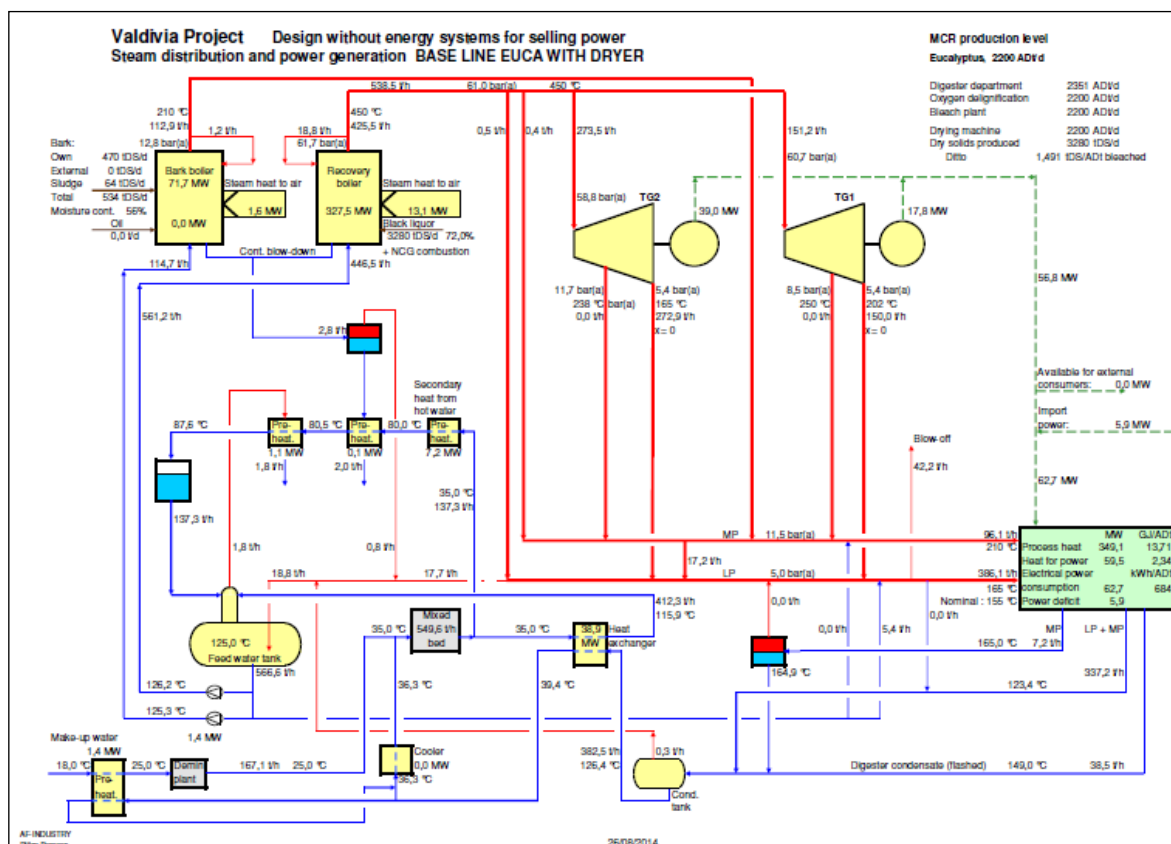 Valdivia Project Design without energy systems for selling power
Steam distribution and power generation BASE LINE EUCA WITH DRYER
MCR production level
Eucalyptus, 2200 ADt/d
Digester department 2351 ADt/d
Oxygen delignification 2200 ADt/d
Bleach plant 2200 ADt/d
Drying machine 2200 ADt/d
Dry solids produced 3280 tDS/d
Ditto 1,491 tDS/ADt bleached
538,5 t/h 61,0 bar(a) 450 °C
210 °C
112,9 t/h
12,8 bar(a)
1,2 t/h
18,8 t/h
450 °C
425,5 t/h
61,7 bar(a)
0,5 t/h
0,4 t/h
273,5 t/h
151,2 t/h
60,7 bar(a)
Bark:
Own 470 tDS/d
External 0 tDS/d
Sludge 64 tDS/d
Total 534 tDS/d
Moisture cont. 56%
Oil
0,0 t/d
Bark boiler
71,7 MW
0,0 MW
Steam heat to air
1,6 MW
Recovery
boiler
327,5 MW
Steam heat to air
13,1 MW
Black liquor
3280 tDS/d 72,0%
+ NCG combustion
Cont. blow-down
114,7 t/h
446,5 t/h
561,2 t/h
58,8 bar(a)
TG2
39,0 MW
TG1
17,8 MW
11,7 bar(a)
238 °C bar(a)
0,0 t/h
5,4 bar(a)
165 °C
272,9 t/h
x = 0
8,5 bar(a)
250 °C
0,0 t/h
5,4 bar(a)
202 °C
150,0 t/h
x = 0
56,8 MW
Available for external
consumers: 0,0 MW
Import
power: 5,9 MW
62,7 MW
2,8 t/h
Secondary
heat from
hot water
87,6 °C
Pre-
heat.
1,1 MW
1,8 t/h
80,5 °C
Pre-
heat.
0,1 MW
2,0 t/h
80,0 °C
Pre-
heat.
7,2 MW
35,0 °C
137,3 t/h
137,3 t/h
1,8 t/h
0,8 t/h
Blow-off
42,2 t/h
MP 11,5 bar(a)
96,1 t/h
210 °C
17,2 t/h
LP 5,0 bar(a)
386,1 t/h
165 °C
Nominal : 155 °C
MW GJ/ADt
Process heat 349,1 13,71
Heat for power 59,5 2,34
Electrical power kWh/ADt
consumption 62,7 684
Power deficit 5,9
18,8 t/h
17,7 t/h
412,3 t/h
115,9 °C
0,0 t/h
0,0 t/h
5,4 t/h
0,0 t/h
MP
7,2 t/h
LP + MP
337,2 t/h
165,0 °C
164,9 °C
123,4 °C
125,0 °C
Feed water tank
566,6 t/h
35,0 °C
Mixed
549,6 t/h
bed
35,0 °C
38,9
MW
Heat
exchanger
126,2 °C
125,3 °C
1,4 MW
36,3 °C
39,4 °C
Make-up water
1,4 MW
18,0 °C
Pre-
heat.
25,0 °C
Demin
plant
167,1 t/h 25,0 °C
Cooler
0,0 MW
36,3 °C
382,5 t/h
126,4 °C
0,3 t/h
Cond.
tank
Digester condensate (flashed) 149,0 °C 38,5 t/h
AF-INDUSTRY
26/08/2014